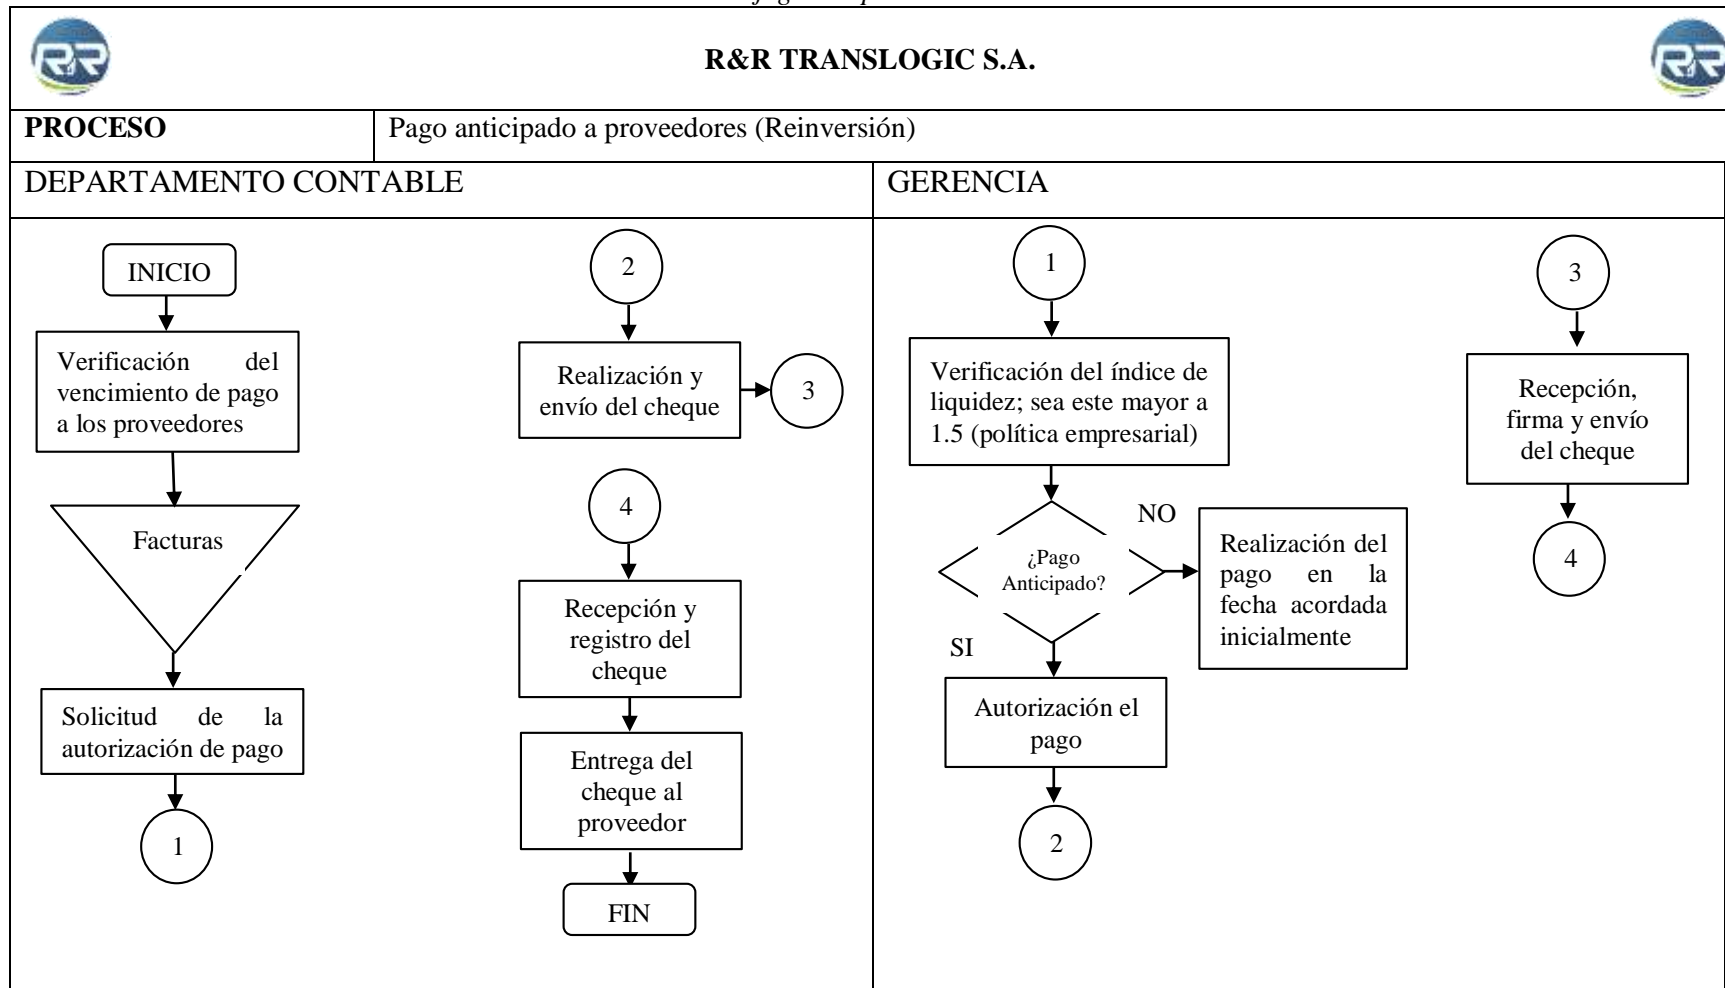 R&R
R&R TRANSLOGIC S.A.
R&R
PROCESO
Pago anticipado a proveedores (Reinversión)
DEPARTAMENTO CONTABLE
GERENCIA
INICIO
Verificación del
vencimiento de pago
a los proveedores
Facturas
Solicitud de la
autorización de pago
1
2
Realización y
envío del cheque
3
4
Recepción y
registro del
cheque
Entrega del
cheque al
proveedor
FIN
1
Verificación del índice de
liquidez; sea este mayor a
1.5 (política empresarial)
¿Pago
Anticipado?
NO
Realización del
pago en la
fecha acordada
inicialmente
SI
Autorización el
pago
2
3
Recepción,
firma y envío
del cheque
4